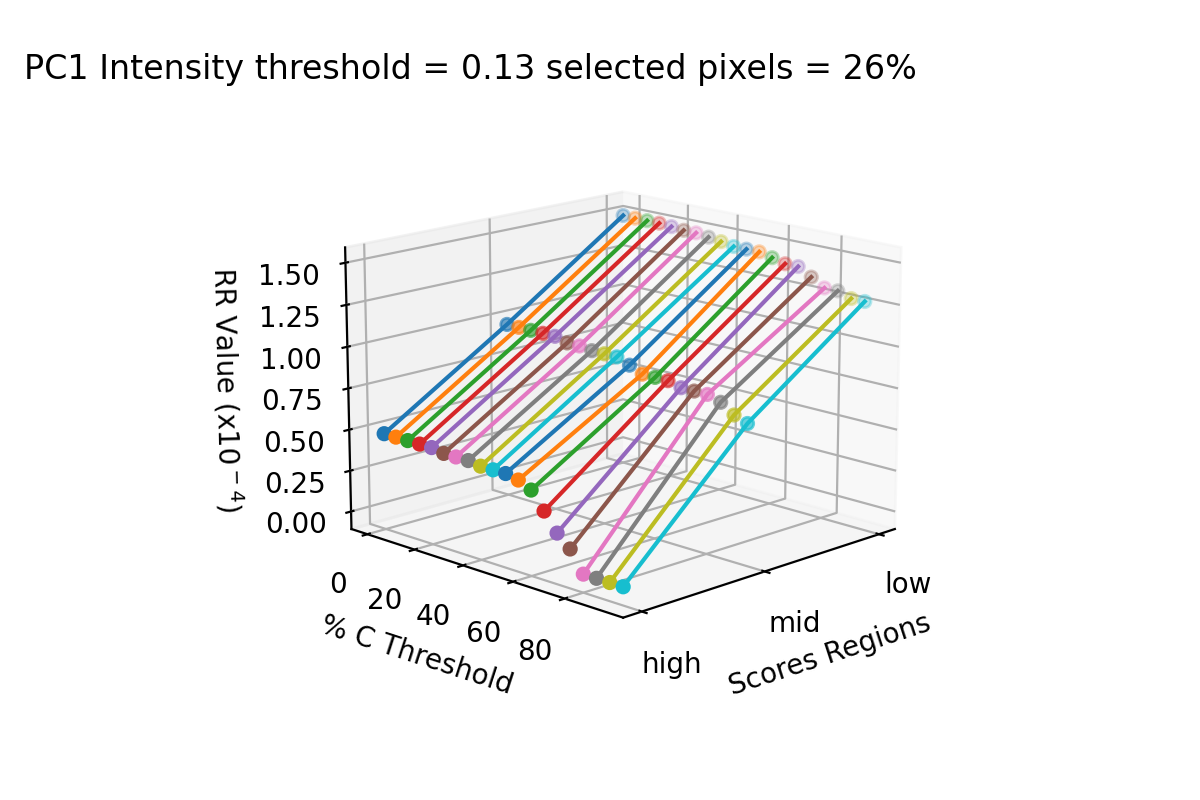 PC1 Intensity threshold = 0.13 selected pixels = 26%
RR Value (x10⁻⁴)
1.50
1.25
1.00
0.75
0.50
0.25
0.00
0
20
40
60
80
% C Threshold
low
mid
high
Scores Regions